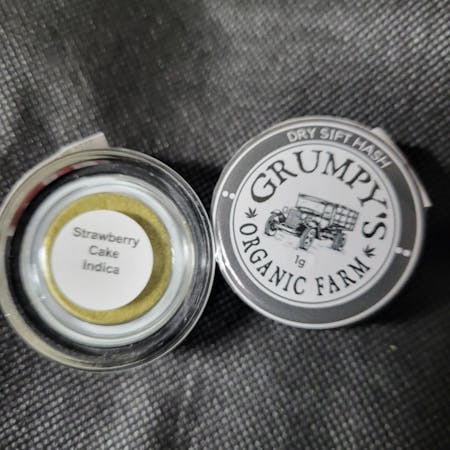 Strawberry
Cake
Indica
DRY SIFT HASH
GRUMPY'S
1g
ORGANIC FARM